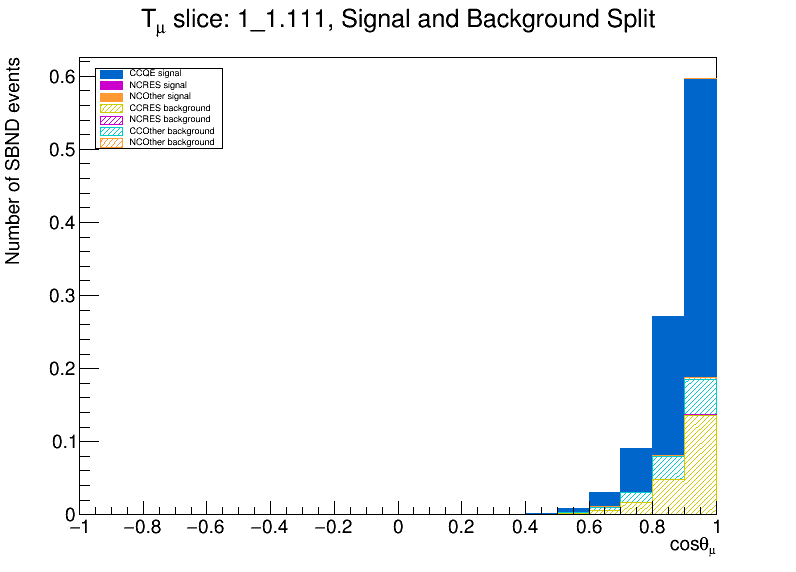 Tμ slice: 1_1.111, Signal and Background Split
Number of SBND events
0.6
0.5
0.4
0.3
0.2
0.1
0
CCQE signal
NCRES signal
NCOther signal
CCRES background
NCRES background
CCOther background
NCOther background
−1 −0.8 −0.6 −0.4 −0.2 0 0.2 0.4 0.6 0.8 1
cosθμ